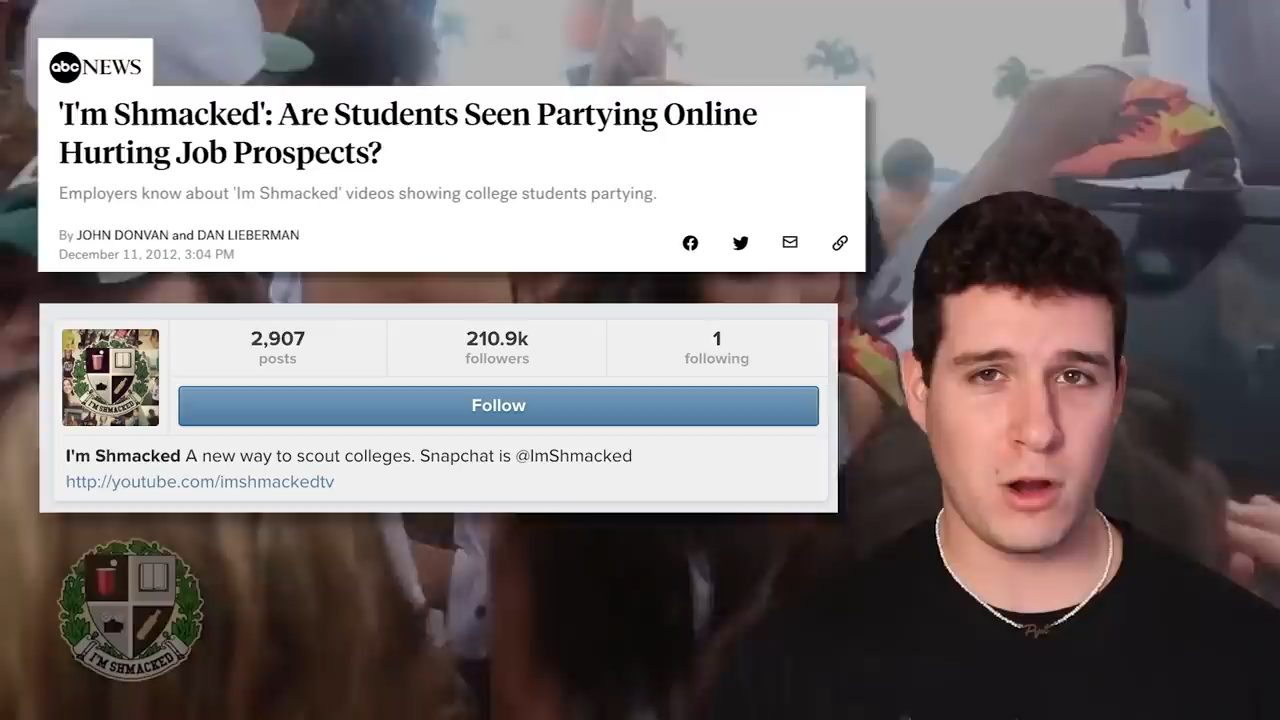 abc NEWS
'I'm Shmacked': Are Students Seen Partying Online
Hurting Job Prospects?
Employers know about 'Im Shmacked' videos showing college students partying.
By JOHN DONVAN and DAN LIEBERMAN
December 11, 2012, 3:04 PM
2,907
posts
210.9k
followers
1
following
Follow
I'M SHMACKED
I'm Shmacked A new way to scout colleges. Snapchat is @ImShmacked
http://youtube.com/imshmackedtv
I'M SHMACKED